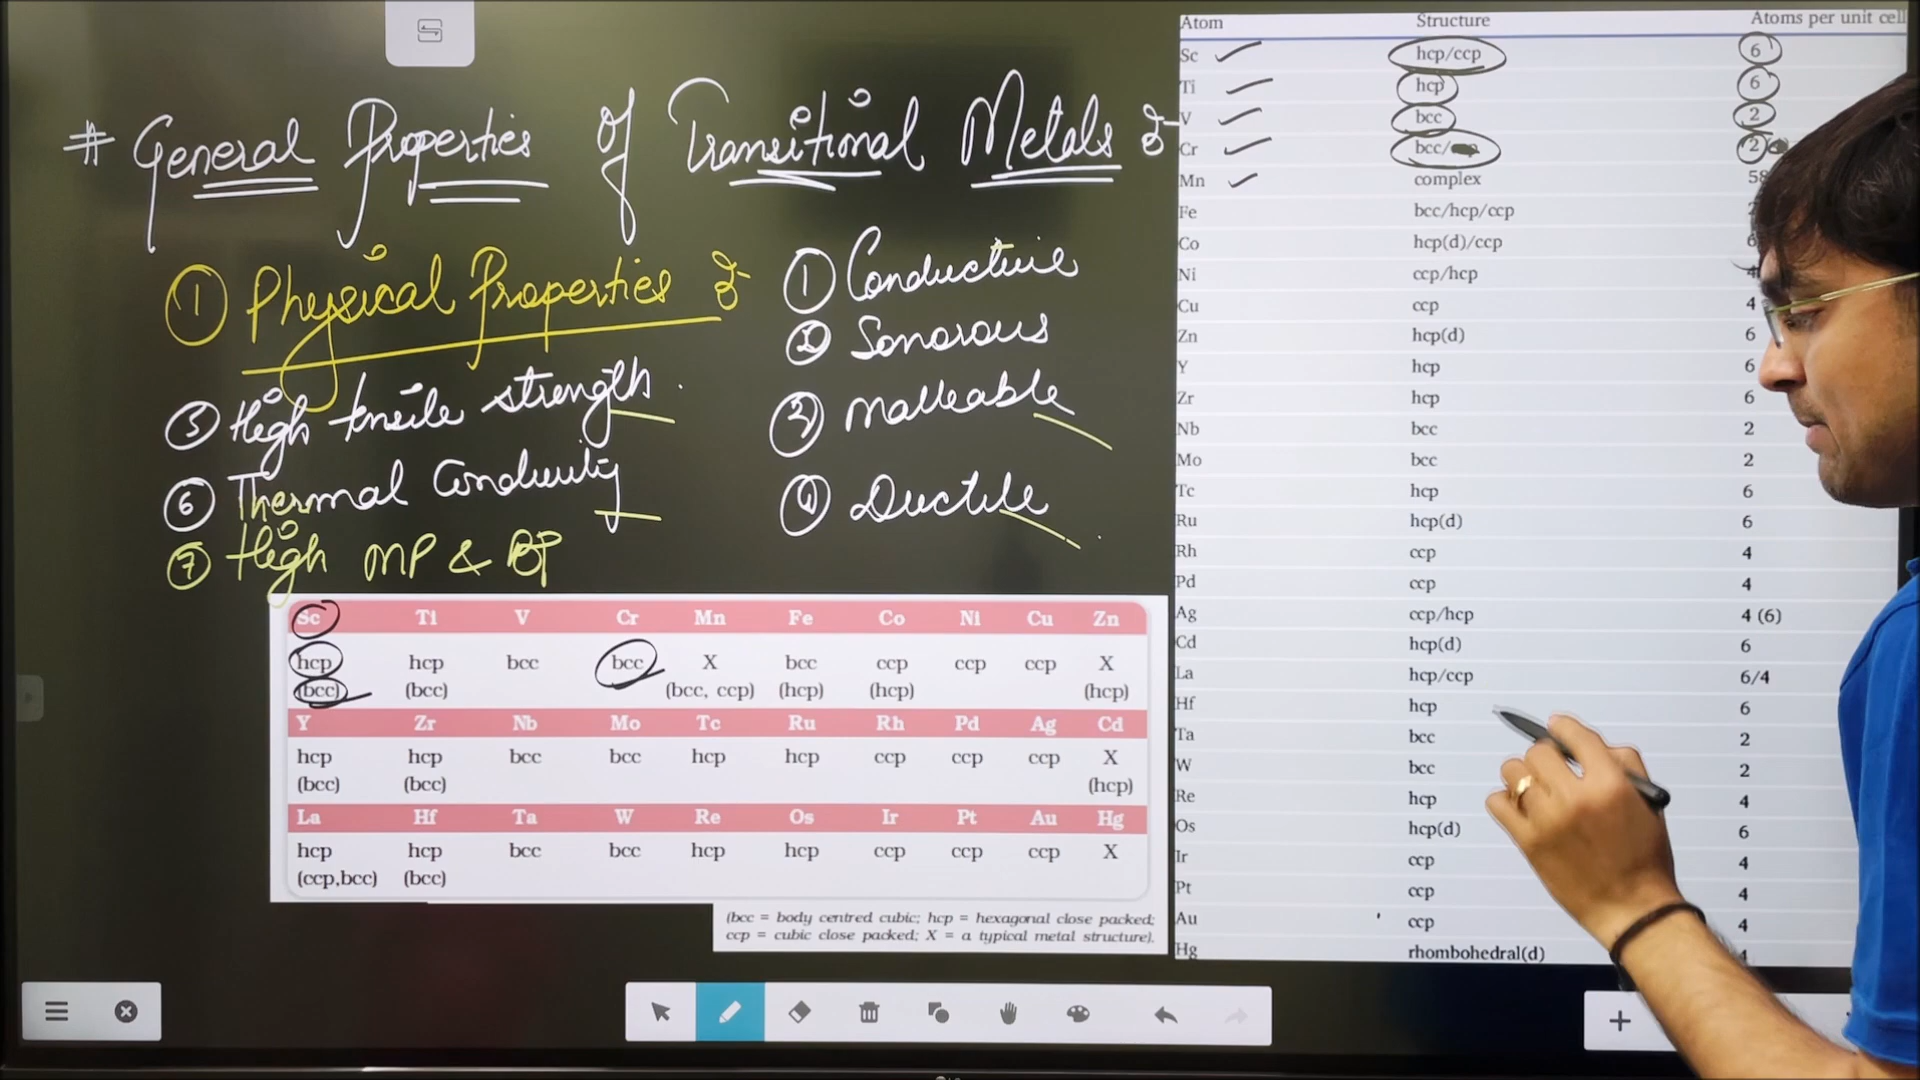 # General Properties of Transitional Metals :-
① Physical Properties :-
① Conductive
② Sonorous
③ Malleable
④ Ductile
⑤ High tensile strength.
⑥ Thermal Conductivity
⑦ High MP & BP
Sc Ti V Cr Mn Fe Co Ni Cu Zn
hcp hcp bcc bcc X bcc ccp ccp ccp X
(bcc) (bcc) (bcc, ccp) (hcp) (hcp) (hcp)
Y Zr Nb Mo Tc Ru Rh Pd Ag Cd
hcp hcp bcc bcc hcp hcp ccp ccp ccp X
(bcc) (bcc) (hcp)
La Hf Ta W Re Os Ir Pt Au Hg
hcp hcp bcc bcc hcp hcp ccp ccp ccp X
(ccp,bcc) (bcc)
(bcc = body centred cubic; hcp = hexagonal close packed;
ccp = cubic close packed; X = a typical metal structure).
Atom Structure Atoms per unit cell
Sc hcp/ccp 6
Ti hcp 6
V bcc 2
Cr bcc/ 2
Mn complex 58
Fe bcc/hcp/ccp
Co hcp(d)/ccp 6
Ni ccp/hcp 4
Cu ccp 4
Zn hcp(d) 6
Y hcp 6
Zr hcp 6
Nb bcc 2
Mo bcc 2
Tc hcp 6
Ru hcp(d) 6
Rh ccp 4
Pd ccp 4
Ag ccp/hcp 4 (6)
Cd hcp(d) 6
La hcp/ccp 6/4
Hf hcp 6
Ta bcc 2
W bcc 2
Re hcp 4
Os hcp(d) 6
Ir ccp 4
Pt ccp 4
Au ccp 4
Hg rhombohedral(d)